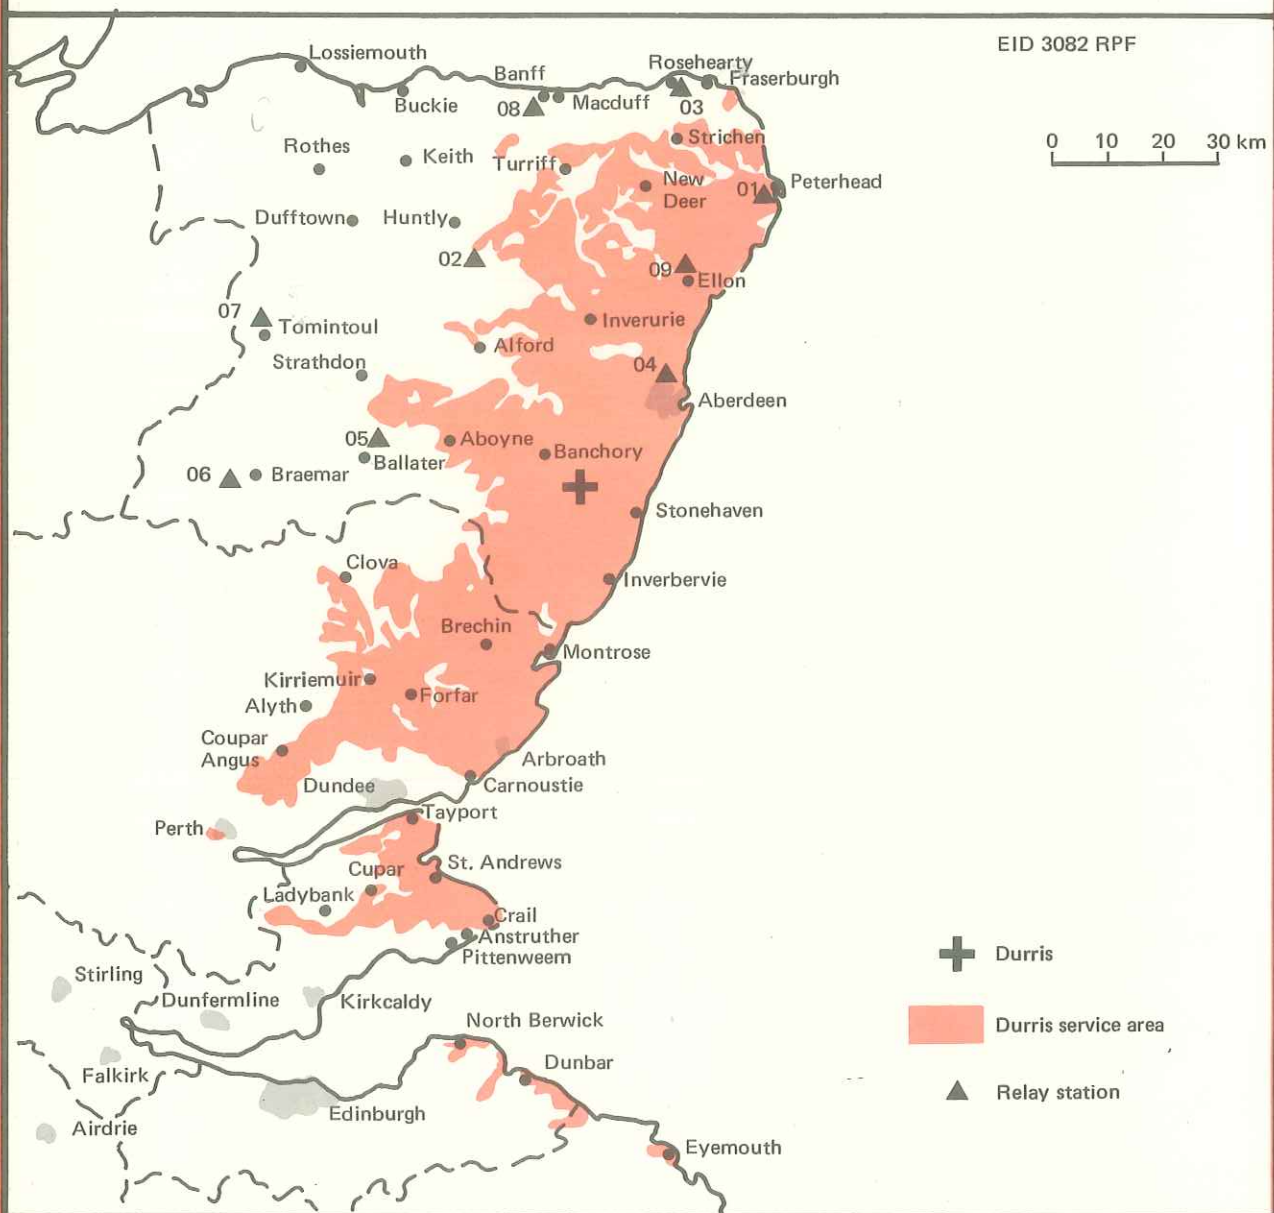 EID 3082 RPF
Lossiemouth
Rosehearty
Banff
Fraserburgh
Buckie
08
Macduff
03
0 10 20 30 km
Strichen
Rothes
Keith
Turriff
New
Deer
01
Peterhead
Dufftown
Huntly
02
09
Ellon
07
Tomintoul
Inverurie
Strathdon
Alford
04
Aberdeen
05
Aboyne
Banchory
Ballater
06
Braemar
Stonehaven
Clova
Inverbervie
Brechin
Montrose
Kirriemuir
Forfar
Alyth
Coupar
Angus
Arbroath
Dundee
Carnoustie
Tayport
Perth
St. Andrews
Cupar
Ladybank
Crail
Anstruther
Pittenweem
Stirling
Dunfermline
Kirkcaldy
North Berwick
Dunbar
Falkirk
Edinburgh
Airdrie
Eyemouth
Durris
Durris service area
Relay station